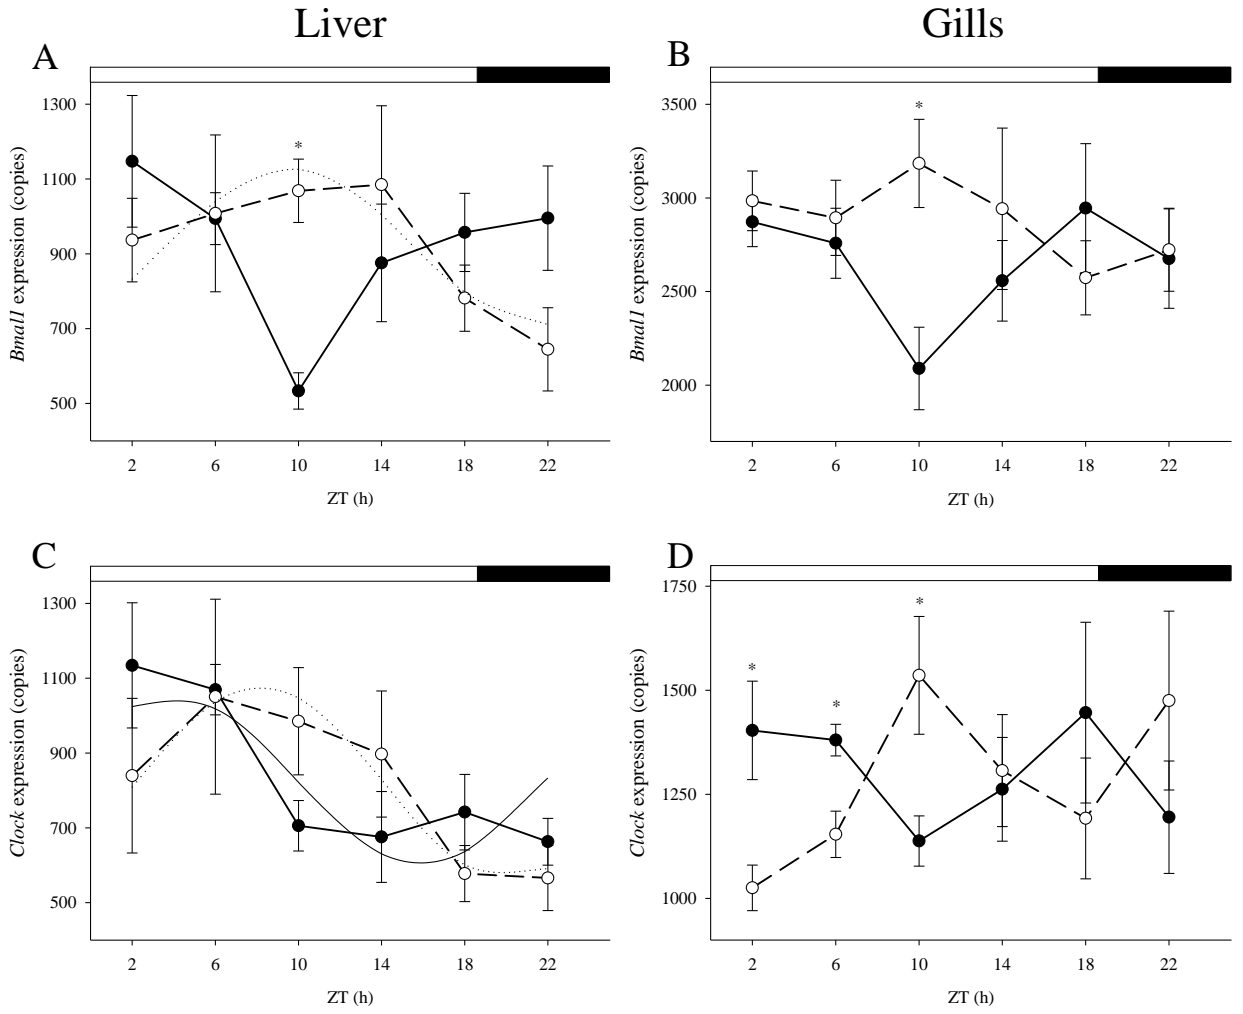 Liver
Gills
A
B
*
*
1300
1100
900
700
500
3500
3000
2500
2000
Bmal1 expression (copies)
Bmal1 expression (copies)
2 6 10 14 18 22
2 6 10 14 18 22
ZT (h)
ZT (h)
C
D
1300
1100
900
700
500
1750
1500
1250
1000
*
*
*
Clock expression (copies)
Clock expression (copies)
2 6 10 14 18 22
2 6 10 14 18 22
ZT (h)
ZT (h)